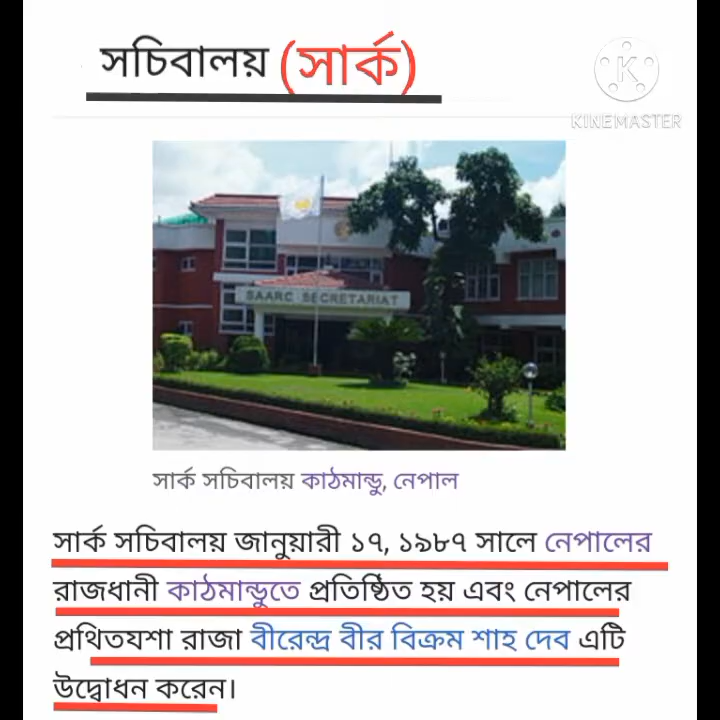 সচিবালয় (সার্ক)
K
KINEMASTER
SAARC SECRETARIAT
সার্ক সচিবালয় কাঠমান্ডু, নেপাল
সার্ক সচিবালয় জানুয়ারী ১৭, ১৯৮৭ সালে নেপালের
রাজধানী কাঠমান্ডুতে প্রতিষ্ঠিত হয় এবং নেপালের
প্রথিতযশা রাজা বীরেন্দ্র বীর বিক্রম শাহ দেব এটি
উদ্বোধন করেন।